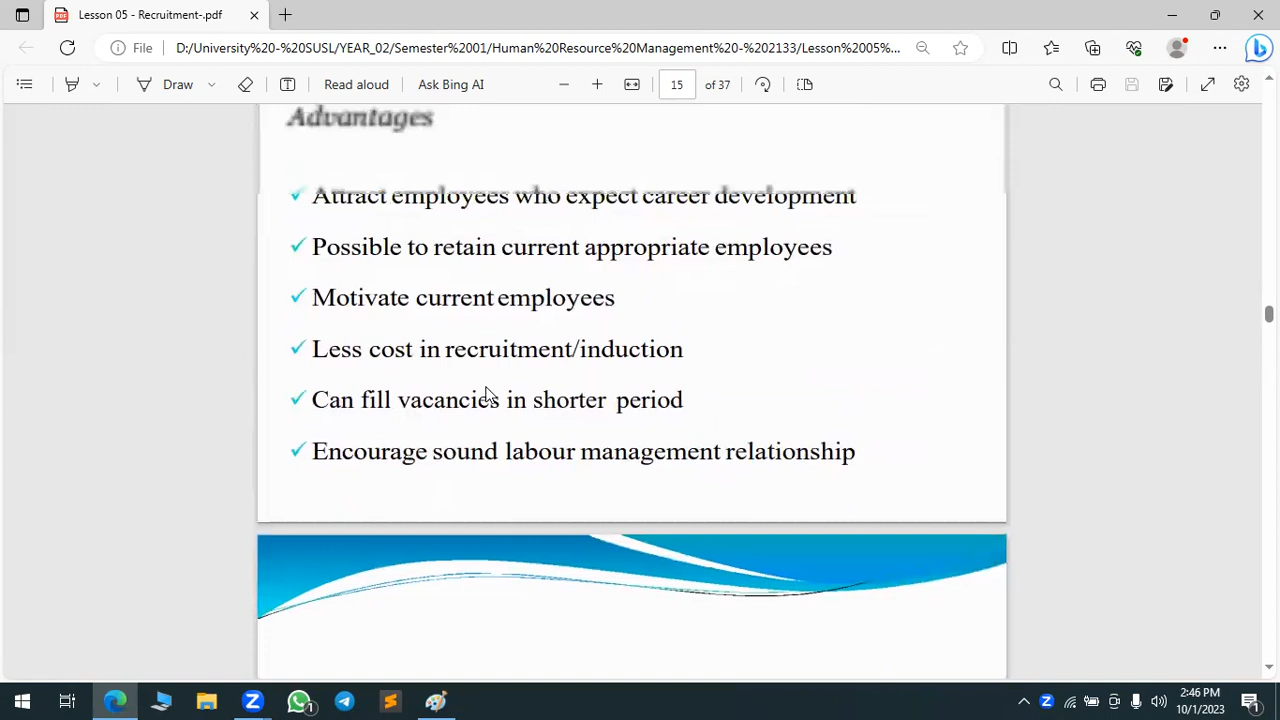 Lesson 05 - Recruitment-.pdf
File D:/University%20-%20SUSL/YEAR_02/Semester%2001/Human%20Resource%20Management%20-%202133/Lesson%2005%...
Draw Read aloud Ask Bing AI 15 of 37
Advantages
Attract employees who expect career development
Possible to retain current appropriate employees
Motivate current employees
Less cost in recruitment/induction
Can fill vacancies in shorter period
Encourage sound labour management relationship
2:46 PM
10/1/2023